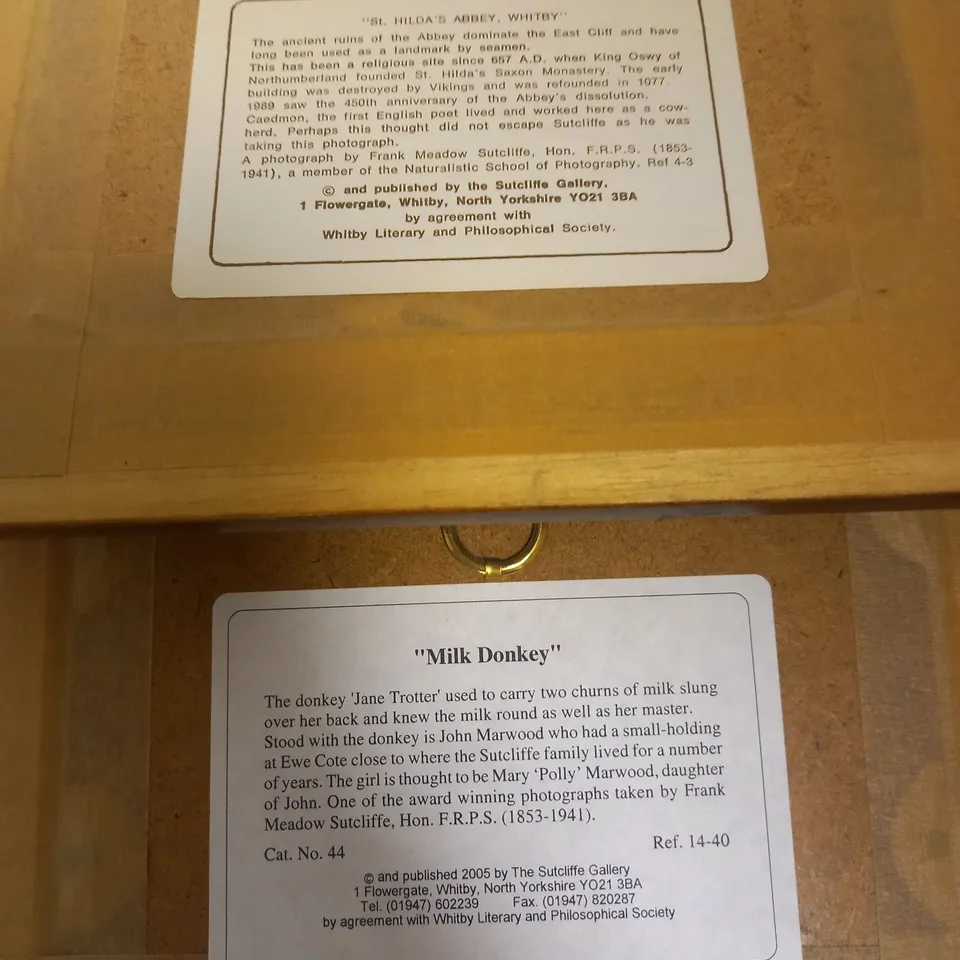 "St. HILDA'S ABBEY, WHITBY"
The ancient ruins of the Abbey dominate the East Cliff and have
long been used as a landmark by seamen.
This has been a religious site since 657 A.D. when King Oswy of
Northumberland founded St. Hilda's Saxon Monastery. The early
building was destroyed by Vikings and was refounded in 1077.
1989 saw the 450th anniversary of the Abbey's dissolution.
Caedmon, the first English poet lived and worked here as a cow-
herd. Perhaps this thought did not escape Sutcliffe as he was
taking this photograph.
A photograph by Frank Meadow Sutcliffe, Hon. F.R.P.S. (1853-
1941), a member of the Naturalistic School of Photography. Ref 4-3
© and published by the Sutcliffe Gallery,
1 Flowergate, Whitby, North Yorkshire YO21 3BA
by agreement with
Whitby Literary and Philosophical Society.
"Milk Donkey"
The donkey 'Jane Trotter' used to carry two churns of milk slung
over her back and knew the milk round as well as her master.
Stood with the donkey is John Marwood who had a small-holding
at Ewe Cote close to where the Sutcliffe family lived for a number
of years. The girl is thought to be Mary ‘Polly’ Marwood, daughter
of John. One of the award winning photographs taken by Frank
Meadow Sutcliffe, Hon. F.R.P.S. (1853-1941).
Cat. No. 44 Ref. 14-40
© and published 2005 by The Sutcliffe Gallery
1 Flowergate, Whitby, North Yorkshire YO21 3BA
Tel. (01947) 602239 Fax. (01947) 820287
by agreement with Whitby Literary and Philosophical Society